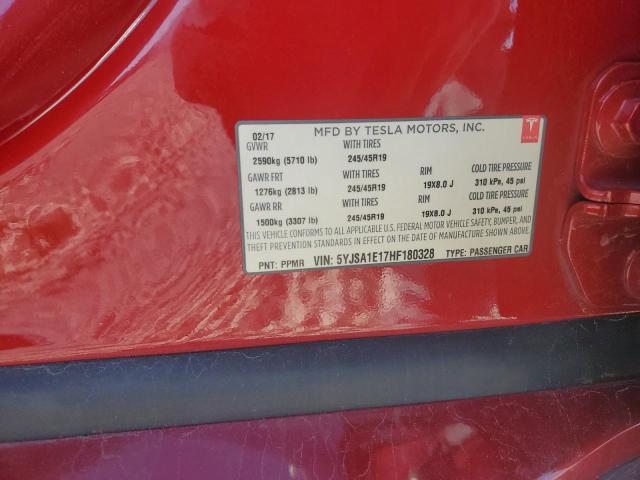 02/17 MFD BY TESLA MOTORS, INC.
GVWR WITH TIRES
2590kg (5710 lb) 245/45R19
GAWR FRT WITH TIRES RIM COLD TIRE PRESSURE
1276kg (2813 lb) 245/45R19 19X8.0 J 310 kPa, 45 psi
GAWR RR WITH TIRES RIM COLD TIRE PRESSURE
1500kg (3307 lb) 245/45R19 19X8.0 J 310 kPa, 45 psi
THIS VEHICLE CONFORMS TO ALL APPLICABLE U.S. FEDERAL MOTOR VEHICLE SAFETY, BUMPER, AND
THEFT PREVENTION STANDARDS IN EFFECT ON THE DATE OF MANUFACTURE SHOWN ABOVE.
PNT: PPMR VIN: 5YJSA1E17HF180328 TYPE: PASSENGER CAR